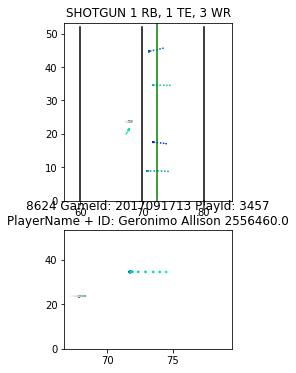 SHOTGUN 1 RB, 1 TE, 3 WR
50
40
30
20
10
0
60 70 80
8624 GameId: 2017091713 PlayId: 3457
PlayerName + ID: Geronimo Allison 2556460.0
40
20
0
70 75